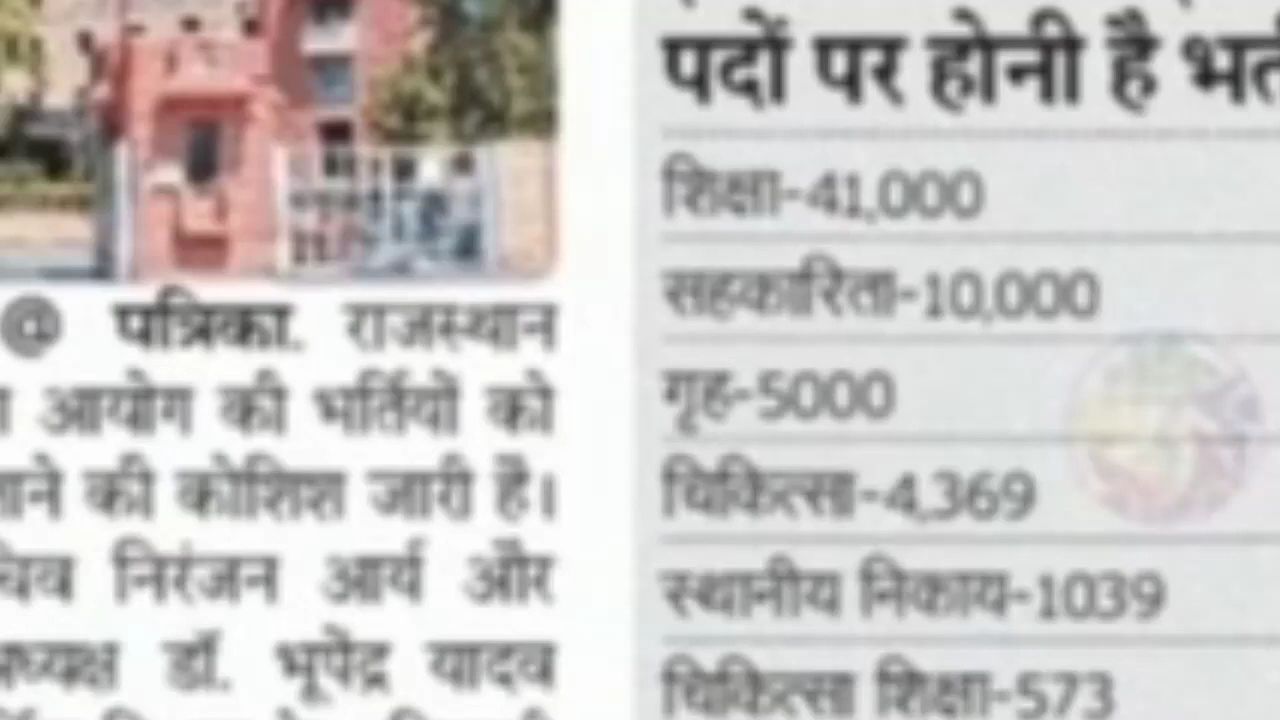 @ पत्रिका. राजस्थान
आयोग की भर्तियों को
की कोशिश जारी है।
निरंजन आर्य और
डॉ. भूपेंद्र यादव
पदों पर होनी है
शिक्षा-41,000
सहकारिता-10,000
गृह-5000
चिकित्सा-4,369
स्थानीय निकाय-1039
चिकित्सा शिक्षा-573